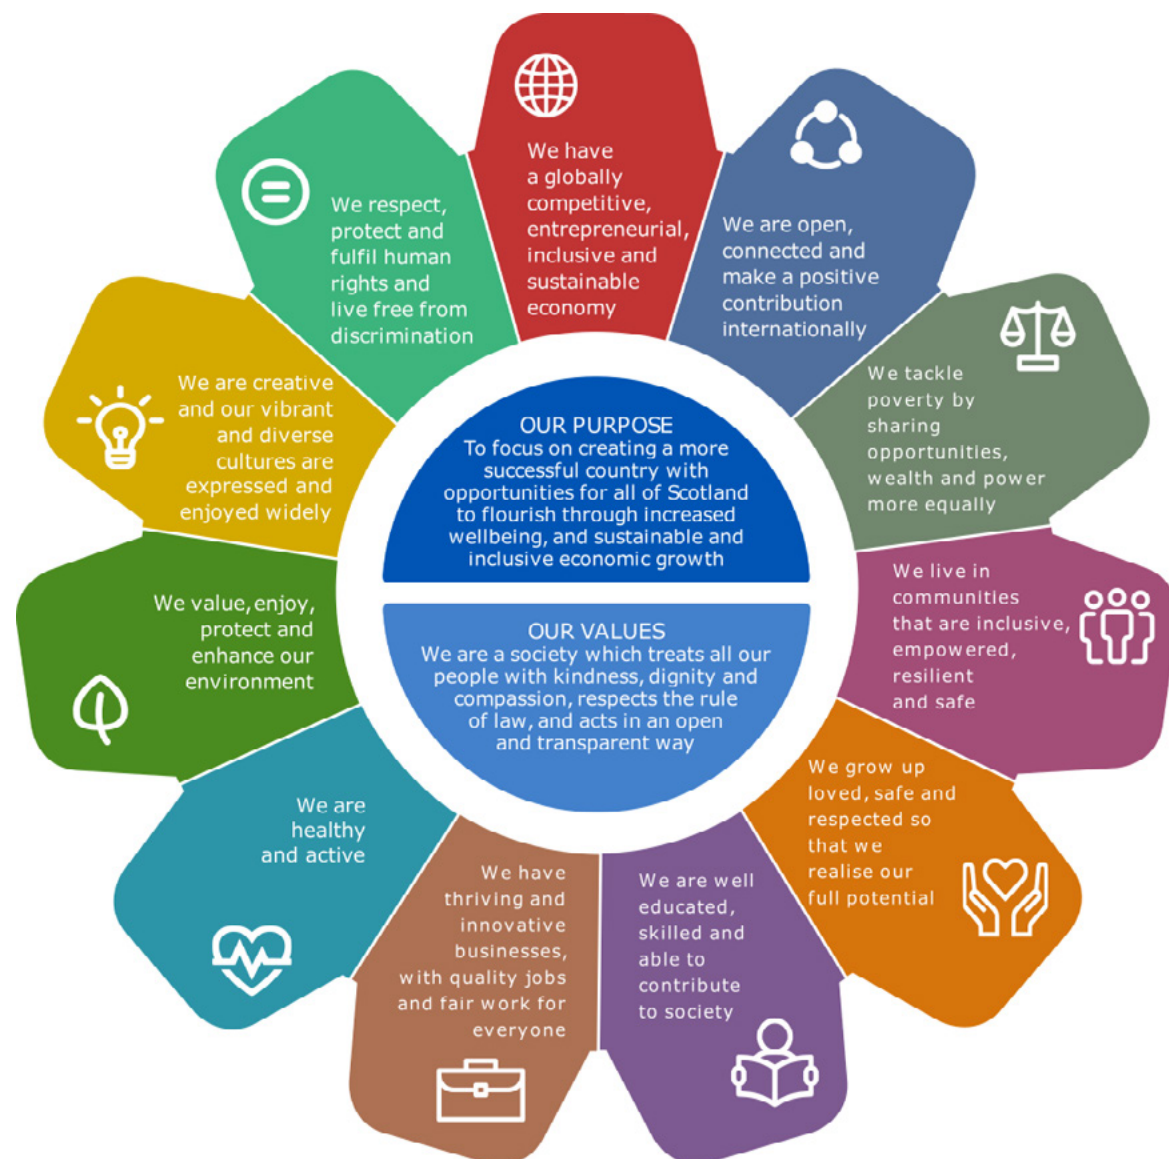 We have
a globally
competitive,
entrepreneurial,
inclusive and
sustainable
economy
We are open,
connected and
make a positive
contribution
internationally
We tackle
poverty by
sharing
opportunities,
wealth and power
more equally
We live in
communities
that are inclusive,
empowered,
resilient
and safe
We grow up
loved, safe and
respected so
that we
realise our
full potential
We are well
educated,
skilled and
able to
contribute
to society
We have
thriving and
innovative
businesses,
with quality jobs
and fair work for
everyone
We are
healthy
and active
We value, enjoy,
protect and
enhance our
environment
We are creative
and our vibrant
and diverse
cultures are
expressed and
enjoyed widely
We respect,
protect and
fulfil human
rights and
live free from
discrimination
OUR PURPOSE
To focus on creating a more
successful country with
opportunities for all of Scotland
to flourish through increased
wellbeing, and sustainable and
inclusive economic growth
OUR VALUES
We are a society which treats all our
people with kindness, dignity and
compassion, respects the rule
of law, and acts in an open
and transparent way